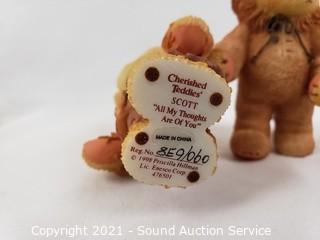 Cherished
Teddies®
SCOTT
"All My Thoughts
Are Of You"
MADE IN CHINA
Reg. No. 8E9/060
© 1998 Priscilla Hillman
Lic. Enesco Corp.
476501
Copyright 2021 - Sound Auction Service